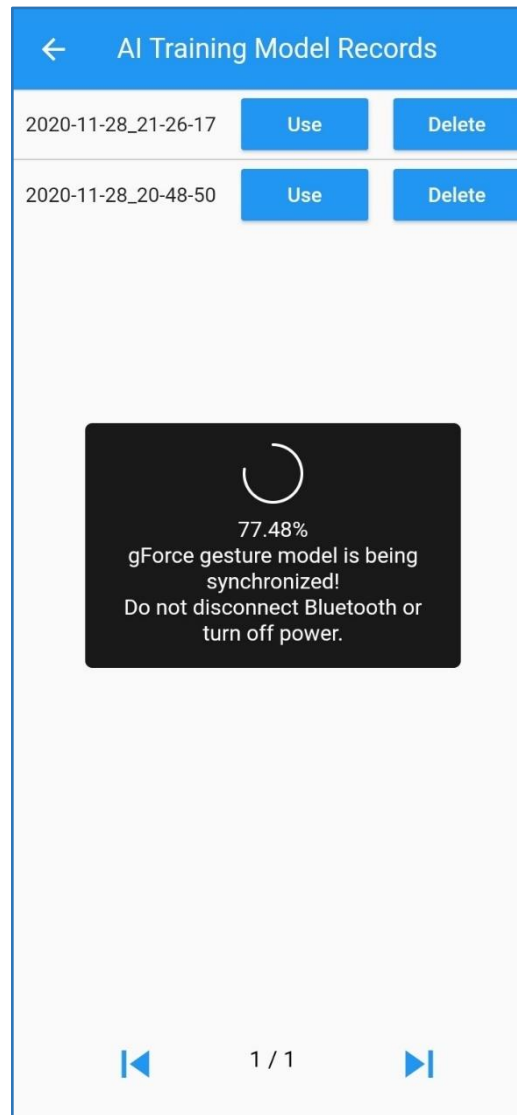 AI Training Model Records
2020-11-28_21-26-17 Use Delete
2020-11-28_20-48-50 Use Delete
77.48%
gForce gesture model is being
synchronized!
Do not disconnect Bluetooth or
turn off power.
1 / 1